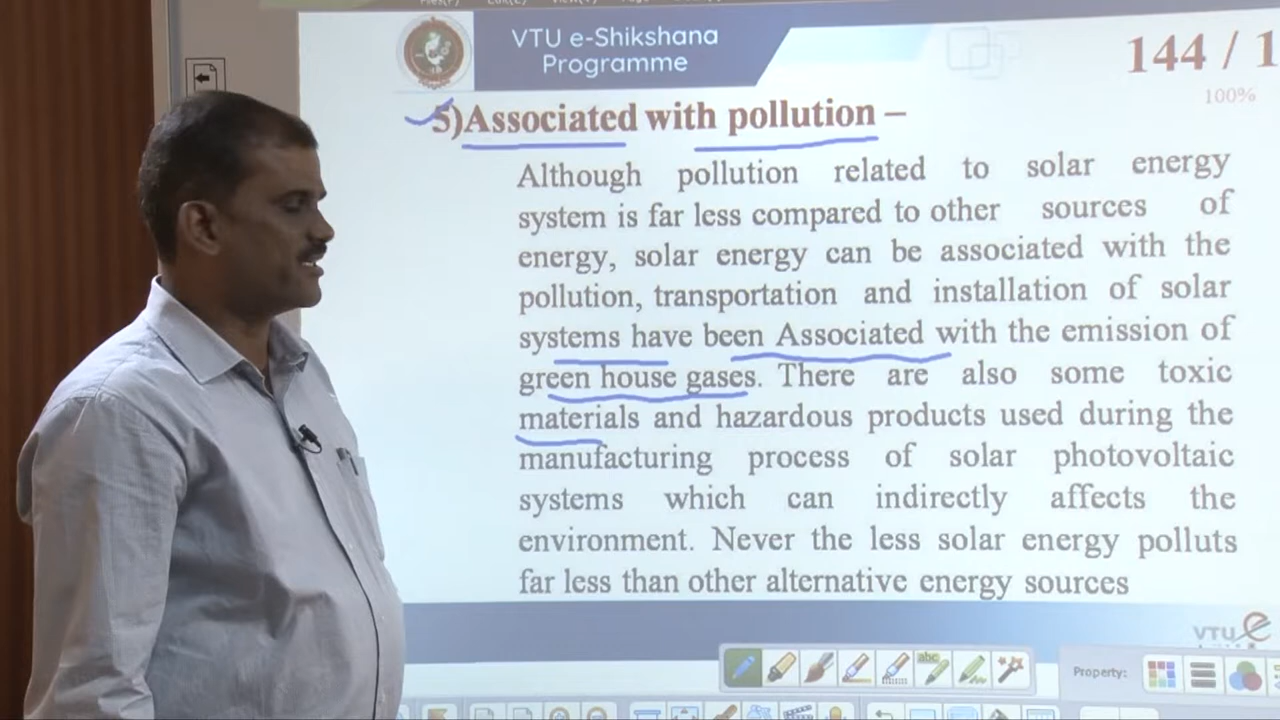 VTU e-Shikshana
Programme
144 / 1
100%
5)Associated with pollution –
Although pollution related to solar energy
system is far less compared to other sources of
energy, solar energy can be associated with the
pollution, transportation and installation of solar
systems have been Associated with the emission of
green house gases. There are also some toxic
materials and hazardous products used during the
manufacturing process of solar photovoltaic
systems which can indirectly affects the
environment. Never the less solar energy polluts
far less than other alternative energy sources
VTU e
abc
Property: